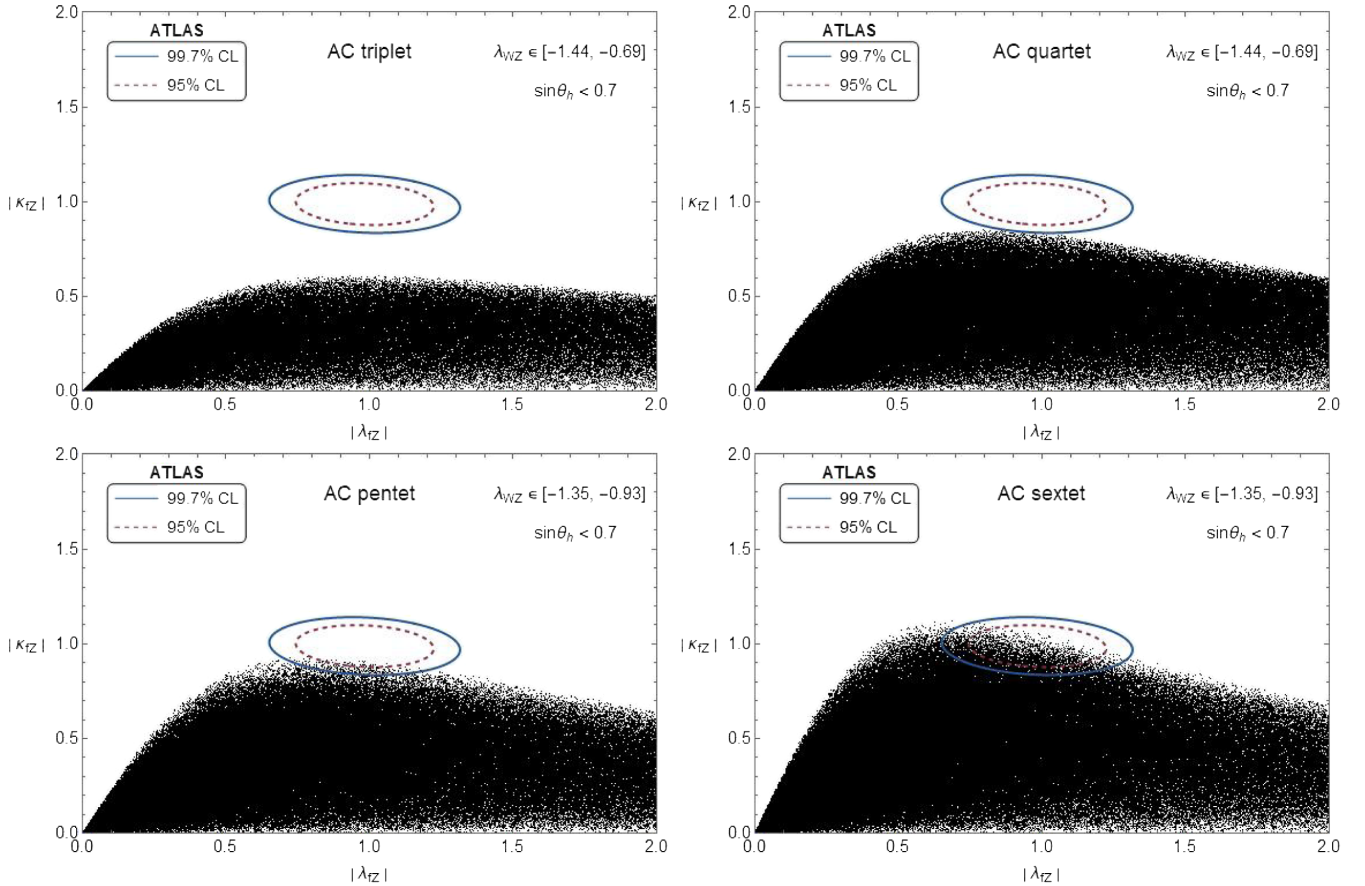 ATLAS
99.7% CL
95% CL
AC triplet
λWZ ∈ [−1.44, −0.69]
sinθh < 0.7
2.0
1.5
1.0
0.5
0.0
| κfZ |
0.0 0.5 1.0 1.5 2.0
| λfZ |
ATLAS
99.7% CL
95% CL
AC quartet
λWZ ∈ [−1.44, −0.69]
sinθh < 0.7
2.0
1.5
1.0
0.5
0.0
| κfZ |
0.0 0.5 1.0 1.5 2.0
| λfZ |
ATLAS
99.7% CL
95% CL
AC pentet
λWZ ∈ [−1.35, −0.93]
sinθh < 0.7
2.0
1.5
1.0
0.5
0.0
| κfZ |
0.0 0.5 1.0 1.5 2.0
| λfZ |
ATLAS
99.7% CL
95% CL
AC sextet
λWZ ∈ [−1.35, −0.93]
sinθh < 0.7
2.0
1.5
1.0
0.5
0.0
| κfZ |
0.0 0.5 1.0 1.5 2.0
| λfZ |